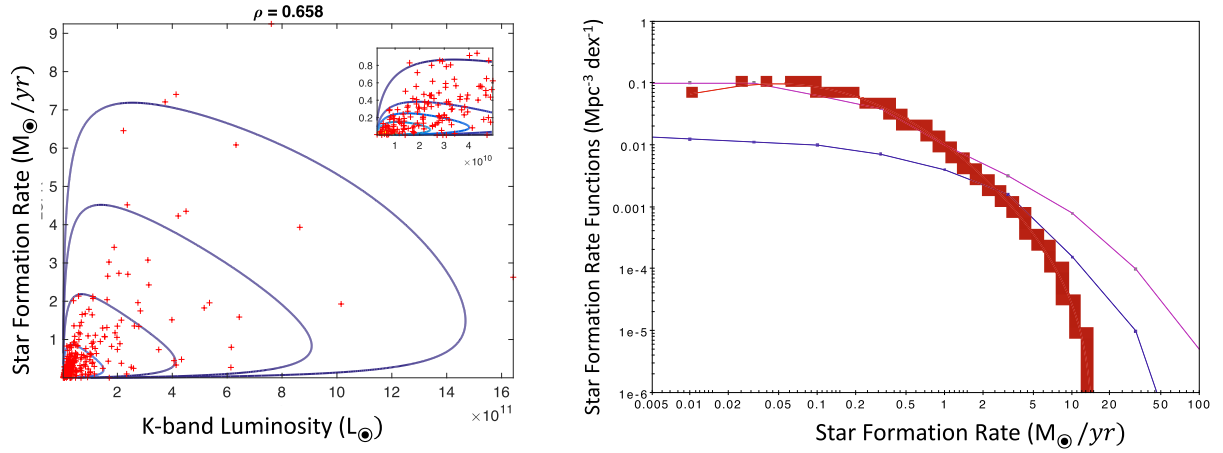 ρ = 0.658
Star Formation Rate (M⊙/yr)
9
8
7
6
5
4
3
2
1
0
2 4 6 8 10 12 14 16
×10¹¹
K-band Luminosity (L⊙)
0.8
0.6
0.4
0.2
1 2 3 4
×10¹⁰
Star Formation Rate Functions (Mpc⁻³ dex⁻¹)
1
0.1
0.01
0.001
1e-4
1e-5
1e-6
0.005 0.01 0.02 0.05 0.1 0.2 0.5 1 2 5 10 20 50 100
Star Formation Rate (M⊙/yr)